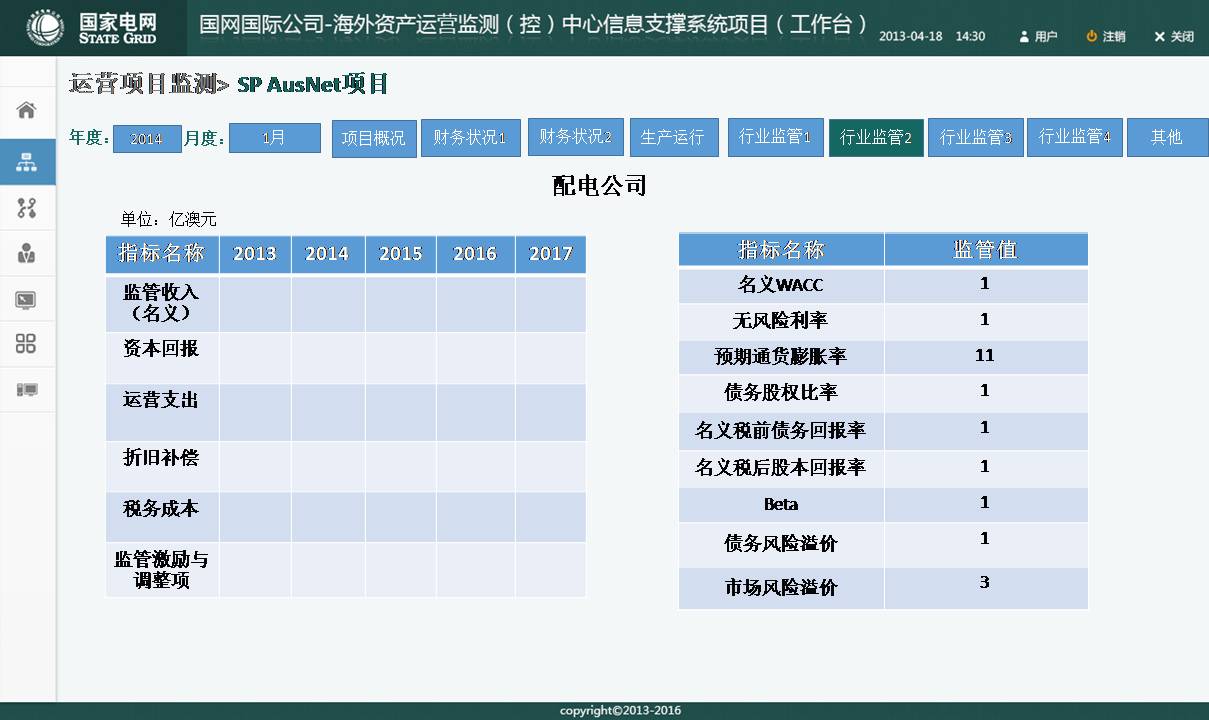 国家电网
STATE GRID
国网国际公司-海外资产运营监测（控）中心信息支撑系统项目（工作台）
2013-04-18 14:30 用户 注销 关闭
运营项目监测> SP AusNet项目
年度： 2014 月度： 1月 项目概况 财务状况1 财务状况2 生产运行 行业监管1 行业监管2 行业监管3 行业监管4 其他
配电公司
单位：亿澳元
指标名称 2013 2014 2015 2016 2017
监管收入
（名义）
资本回报
运营支出
折旧补偿
税务成本
监管激励与
调整项
指标名称 监管值
名义WACC 1
无风险利率 1
预期通货膨胀率 11
债务股权比率 1
名义税前债务回报率 1
名义税后股本回报率 1
Beta 1
债务风险溢价 1
市场风险溢价 3
copyright©2013-2016